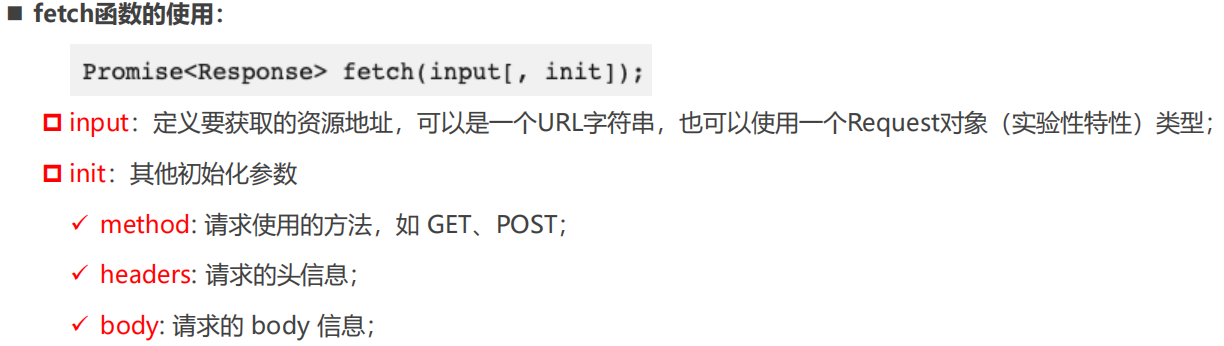 fetch函数的使用：
Promise<Response> fetch(input[, init]);
input：定义要获取的资源地址，可以是一个URL字符串，也可以使用一个Request对象（实验性特性）类型；
init：其他初始化参数
method: 请求使用的方法，如 GET、POST；
headers: 请求的头信息；
body: 请求的 body 信息；